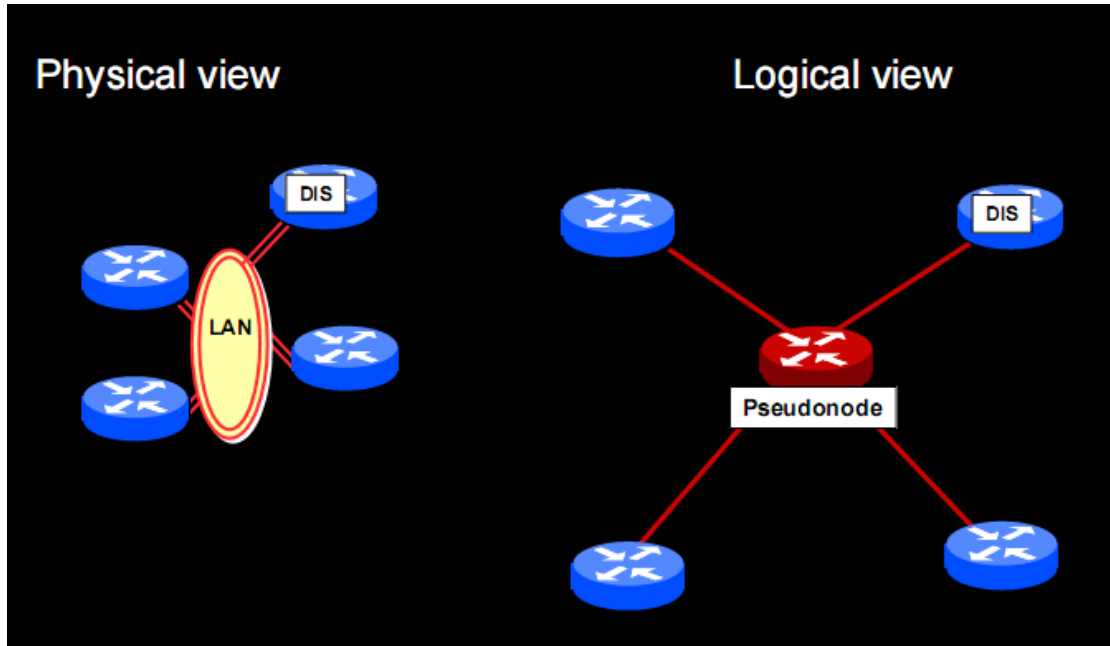 Physical view
Logical view
DIS
DIS
LAN
Pseudonode